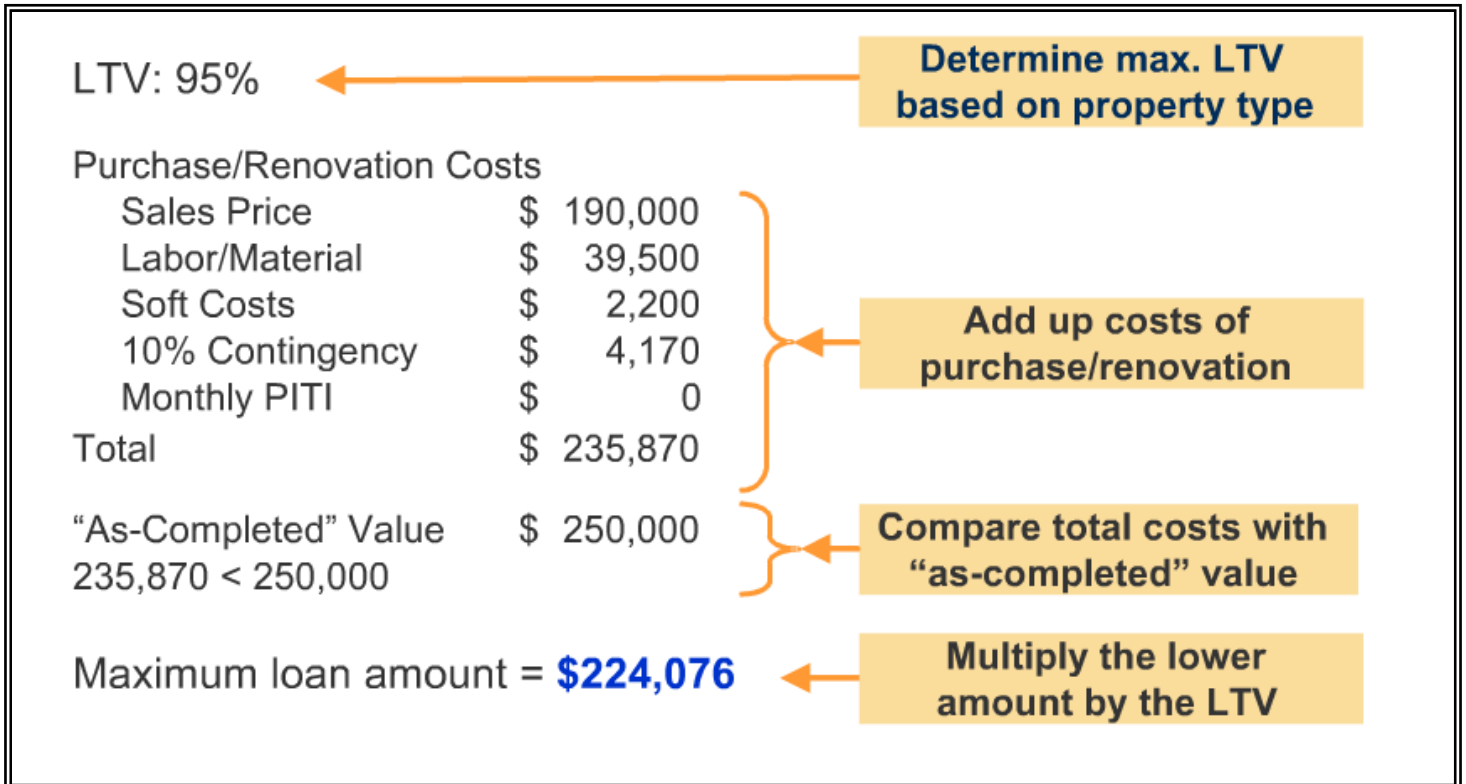 LTV: 95%
Determine max. LTV
based on property type
Purchase/Renovation Costs
Sales Price $ 190,000
Labor/Material $ 39,500
Soft Costs $ 2,200
10% Contingency $ 4,170
Monthly PITI $ 0
Total $ 235,870
Add up costs of
purchase/renovation
“As-Completed” Value $ 250,000
235,870 < 250,000
Compare total costs with
“as-completed” value
Maximum loan amount = $224,076
Multiply the lower
amount by the LTV